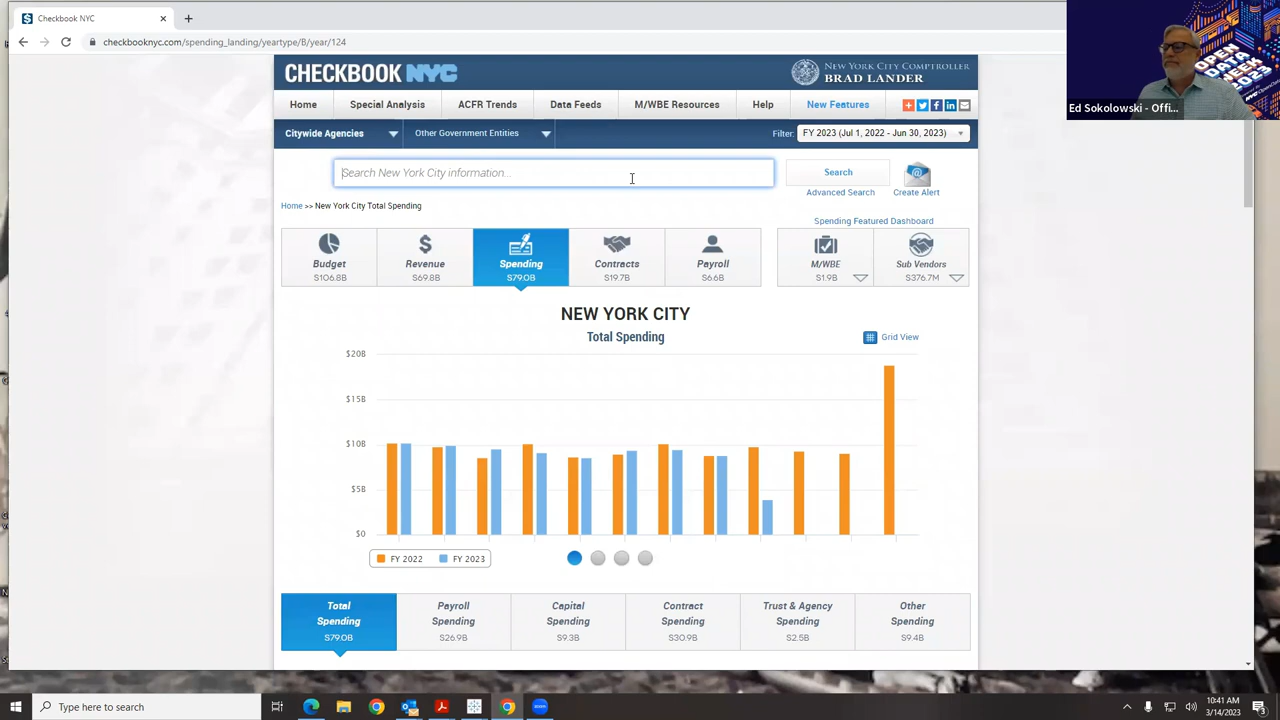 Checkbook NYC
checkbooknyc.com/spending_landing/yeartype/B/year/124
CHECKBOOK NYC
NEW YORK CITY COMPTROLLER
BRAD LANDER
Home
Special Analysis
ACFR Trends
Data Feeds
M/WBE Resources
Help
New Features
Citywide Agencies
Other Government Entities
Filter:
FY 2023 (Jul 1, 2022 - Jun 30, 2023)
Search New York City information...
Search
Advanced Search
Create Alert
Home >> New York City Total Spending
Spending Featured Dashboard
Budget
$106.8B
Revenue
$69.8B
Spending
$79.0B
Contracts
$19.7B
Payroll
$6.6B
M/WBE
$1.9B
Sub Vendors
$376.7M
NEW YORK CITY
Total Spending
Grid View
$20B
$15B
$10B
$5B
$0
FY 2022
FY 2023
Total
Spending
$79.0B
Payroll
Spending
$26.9B
Capital
Spending
$9.3B
Contract
Spending
$30.9B
Trust & Agency
Spending
$2.5B
Other
Spending
$9.4B
OPEN
DATA
WEEK
2023
Ed Sokolowski - Offi...
Type here to search
10:41 AM
3/14/2023
3